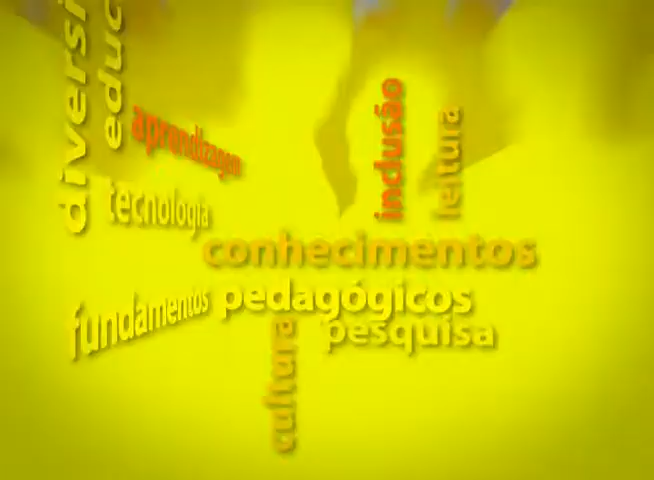 diversi
educ
aprendizagem
inclusão
leitura
tecnologia
conhecimentos
fundamentos
pedagógicos
pesquisa
cultura